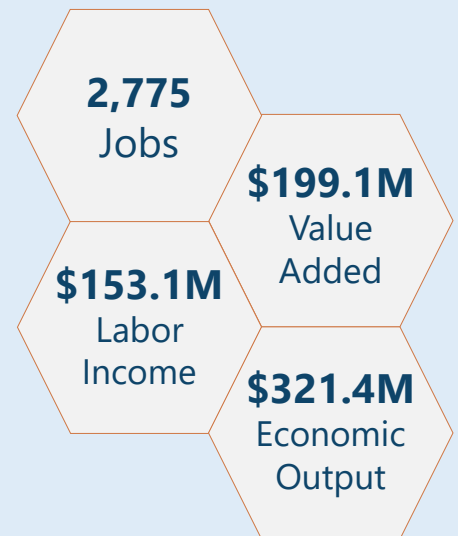 2,775
Jobs
$199.1M
Value
Added
$153.1M
Labor
Income
$321.4M
Economic
Output